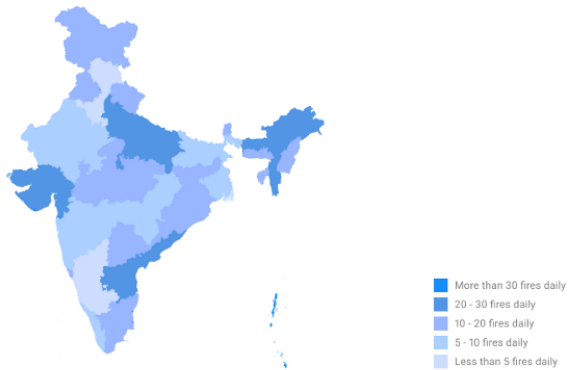 More than 30 fires daily
20 - 30 fires daily
10 - 20 fires daily
5 - 10 fires daily
Less than 5 fires daily